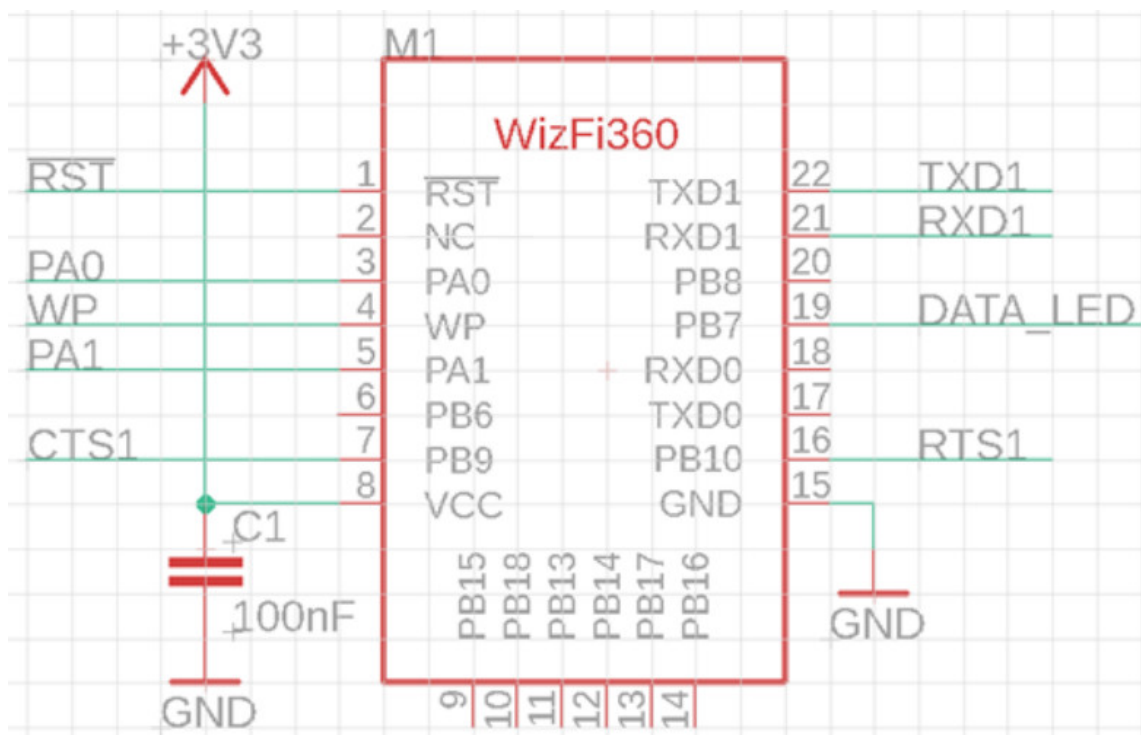 +3V3
M1
WizFi360
RST 1 RST TXD1 22 TXD1
2 NC RXD1 21 RXD1
PA0 3 PA0 PB8 20
WP 4 WP PB7 19 DATA_LED
PA1 5 PA1 RXD0 18
6 PB6 TXD0 17
CTS1 7 PB9 PB10 16 RTS1
8 VCC GND 15
C1
100nF
GND
PB15 PB18 PB13 PB14 PB17 PB16
9 10 11 12 13 14
GND